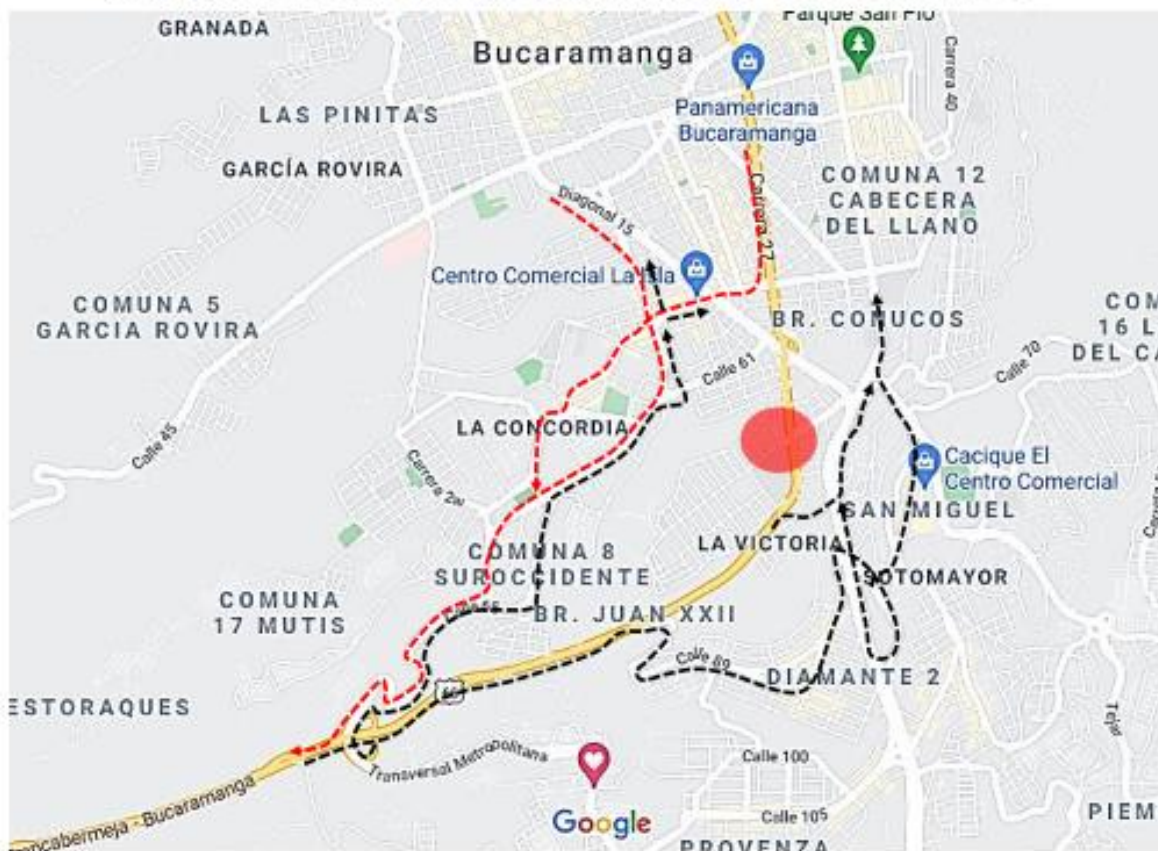 Parque San Pío
GRANADA
Bucaramanga
Carrera 40
Panamericana
Bucaramanga
LAS PINITAS
GARCÍA ROVIRA
COMUNA 12
CABECERA
DEL LLANO
Diagonal 15
Carrera 27
Centro Comercial La Isla
COMUNA 5
GARCIA ROVIRA
BR. CONUCOS
COM
16 L
DEL CA
Calle 70
Calle 61
LA CONCORDIA
Calle 45
Cacique El
Centro Comercial
SAN MIGUEL
LA VICTORIA
COMUNA 8
SUROCCIDENTE
SOTOMAYOR
COMUNA
17 MUTIS
BR. JUAN XXII
Calle 89
DIAMANTE 2
ESTORAQUES
66
Transversal Metropolitana
Calle 100
Tejar
Google
Calle 105
PIEM
rrancabermeja - Bucaramanga
PROVENZA